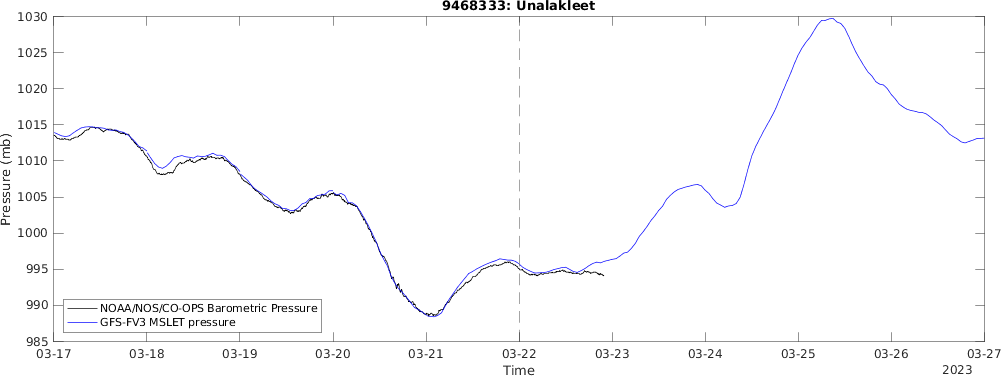 9468333: Unalakleet
1030
1025
1020
1015
1010
1005
1000
995
990
985
Pressure (mb)
NOAA/NOS/CO-OPS Barometric Pressure
GFS-FV3 MSLET pressure
03-17 03-18 03-19 03-20 03-21 03-22 03-23 03-24 03-25 03-26 03-27
Time
2023